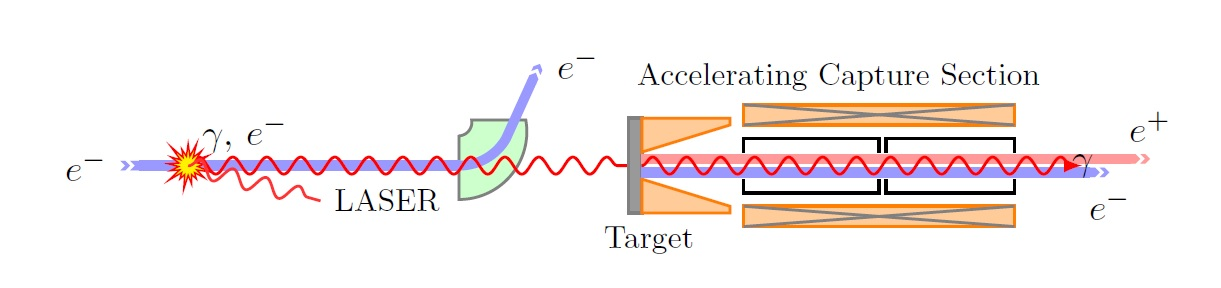 e⁻
Accelerating Capture Section
e⁺
γ, e⁻
e⁻
γ
LASER
e⁻
Target